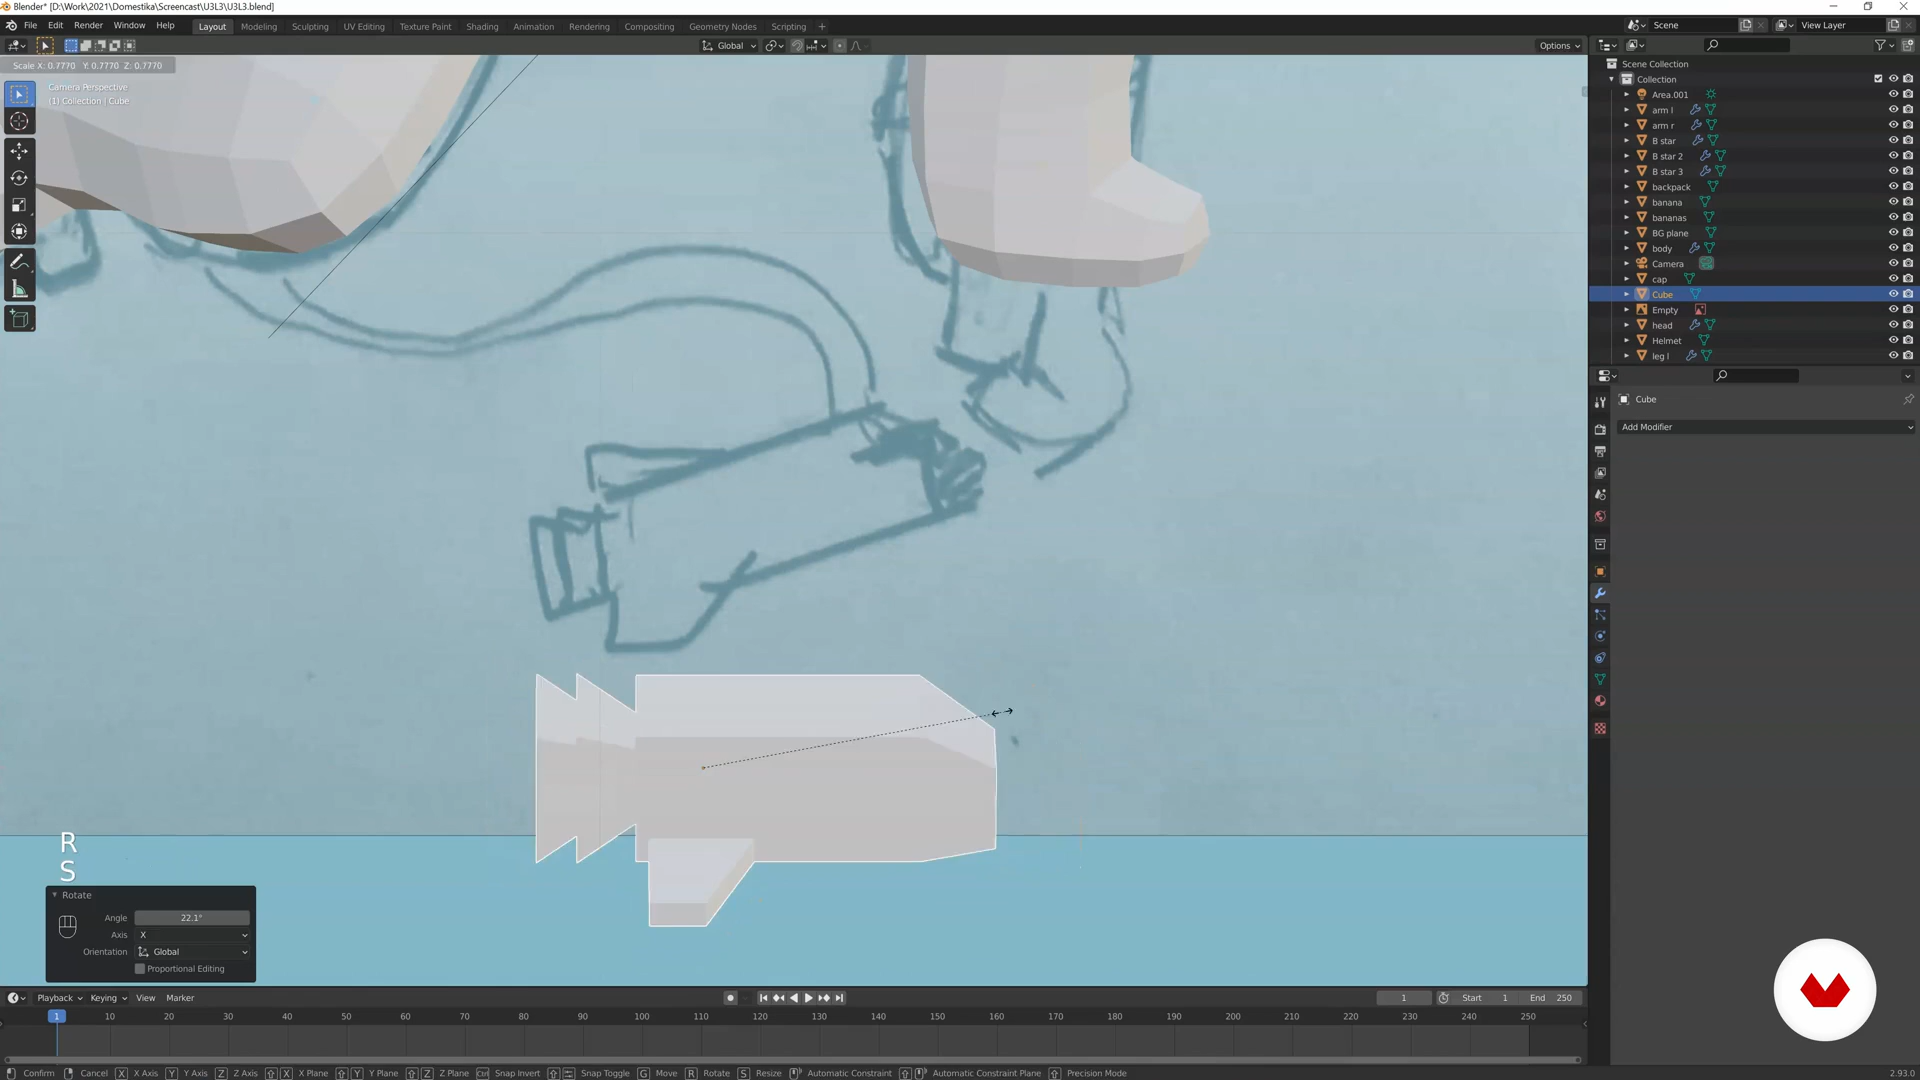 Blender* [D:\Work\2021\Domestika\Screencast\U3L3\U3L3.blend]
File Edit Render Window Help Layout Modeling Sculpting UV Editing Texture Paint Shading Animation Rendering Compositing Geometry Nodes Scripting + Scene View Layer
Global Options
Scale X: 0.7770 Y: 0.7770 Z: 0.7770
Camera Perspective
(1) Collection | Cube
Scene Collection
Collection
Area.001
arm l
arm r
B star
B star 2
B star 3
backpack
banana
bananas
BG plane
body
Camera
cap
Cube
Empty
head
Helmet
leg l
Cube
Add Modifier
R
S
Rotate
Angle 22.1°
Axis X
Orientation Global
Proportional Editing
Playback Keying View Marker 1 Start 1 End 250
1 10 20 30 40 50 60 70 80 90 100 110 120 130 140 150 160 170 180 190 200 210 220 230 240 250
Confirm Cancel X X Axis Y Y Axis Z Z Axis X X Plane Y Y Plane Z Z Plane Ctrl Snap Invert Snap Toggle G Move R Rotate S Resize Automatic Constraint Automatic Constraint Plane Precision Mode 2.93.0